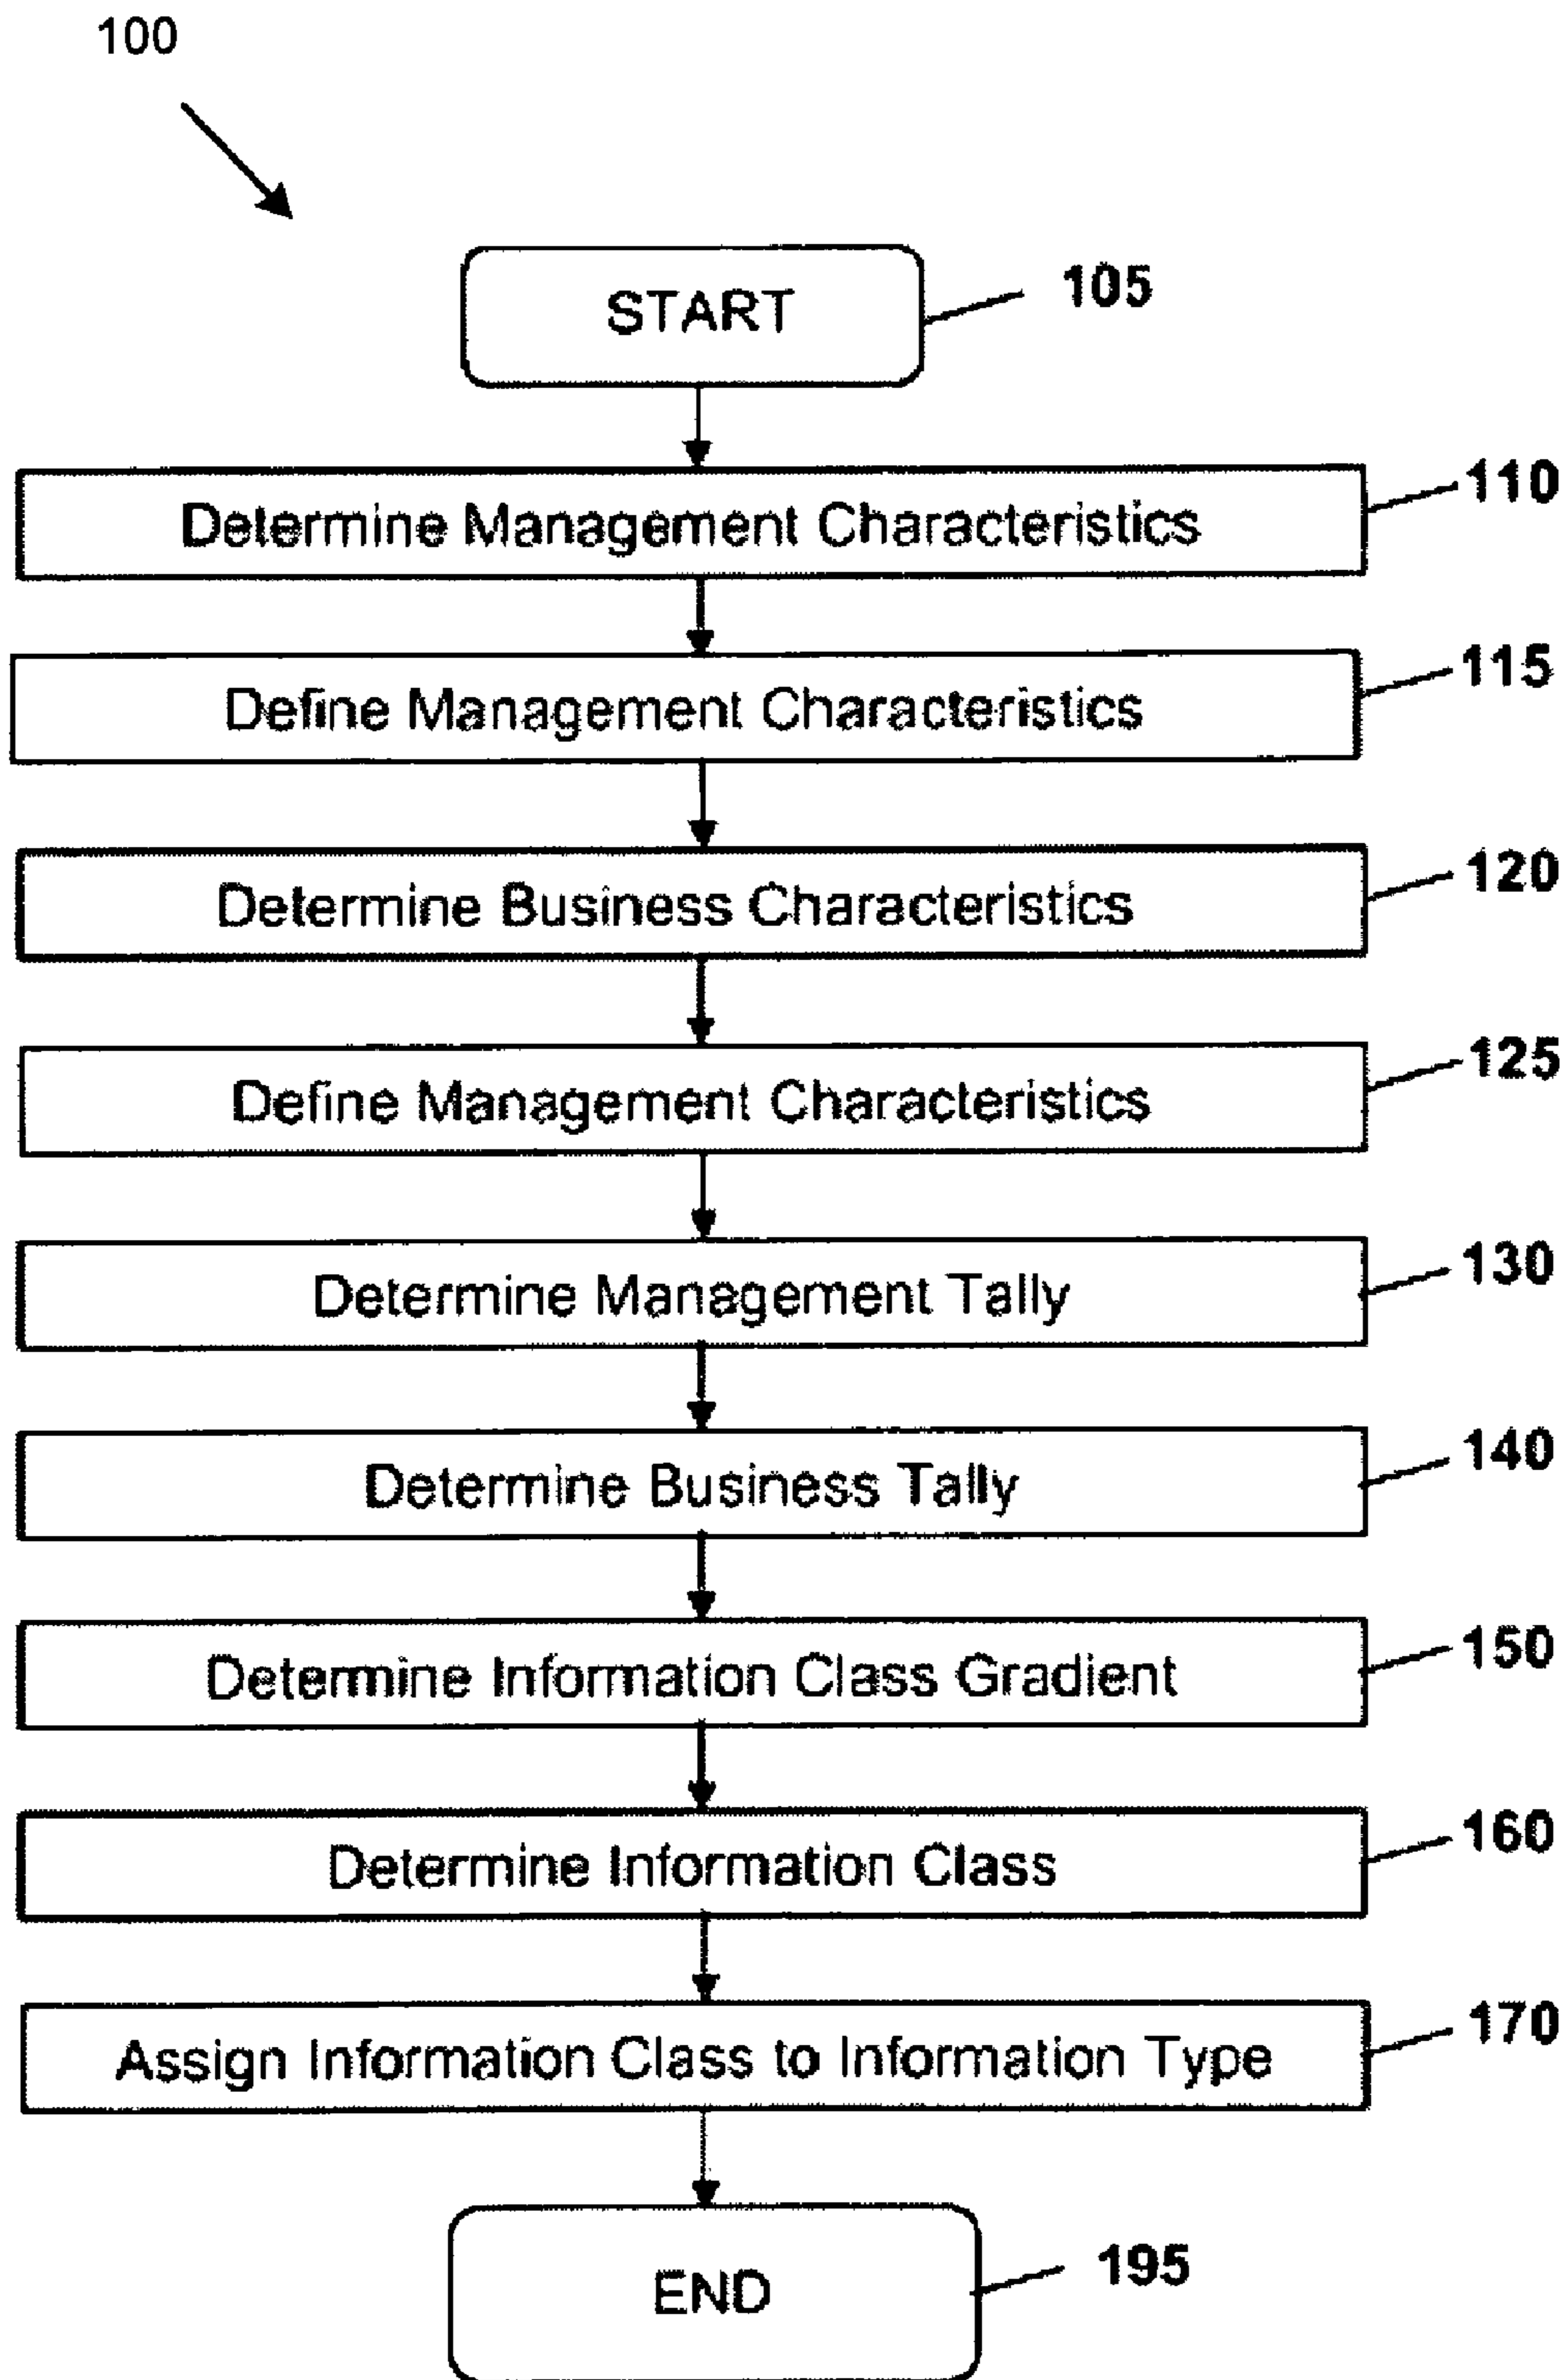 100
START
105
Determine Management Characteristics
110
Define Management Characteristics
115
Determine Business Characteristics
120
Define Management Characteristics
125
Determine Management Tally
130
Determine Business Tally
140
Determine Information Class Gradient
150
Determine Information Class
160
Assign Information Class to Information Type
170
END
195